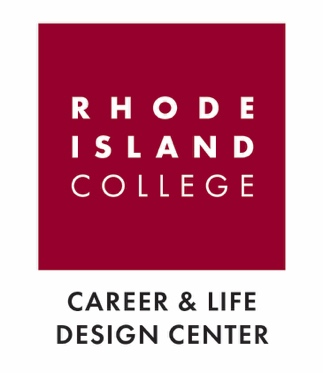 RHODE
ISLAND
COLLEGE
CAREER & LIFE
DESIGN CENTER